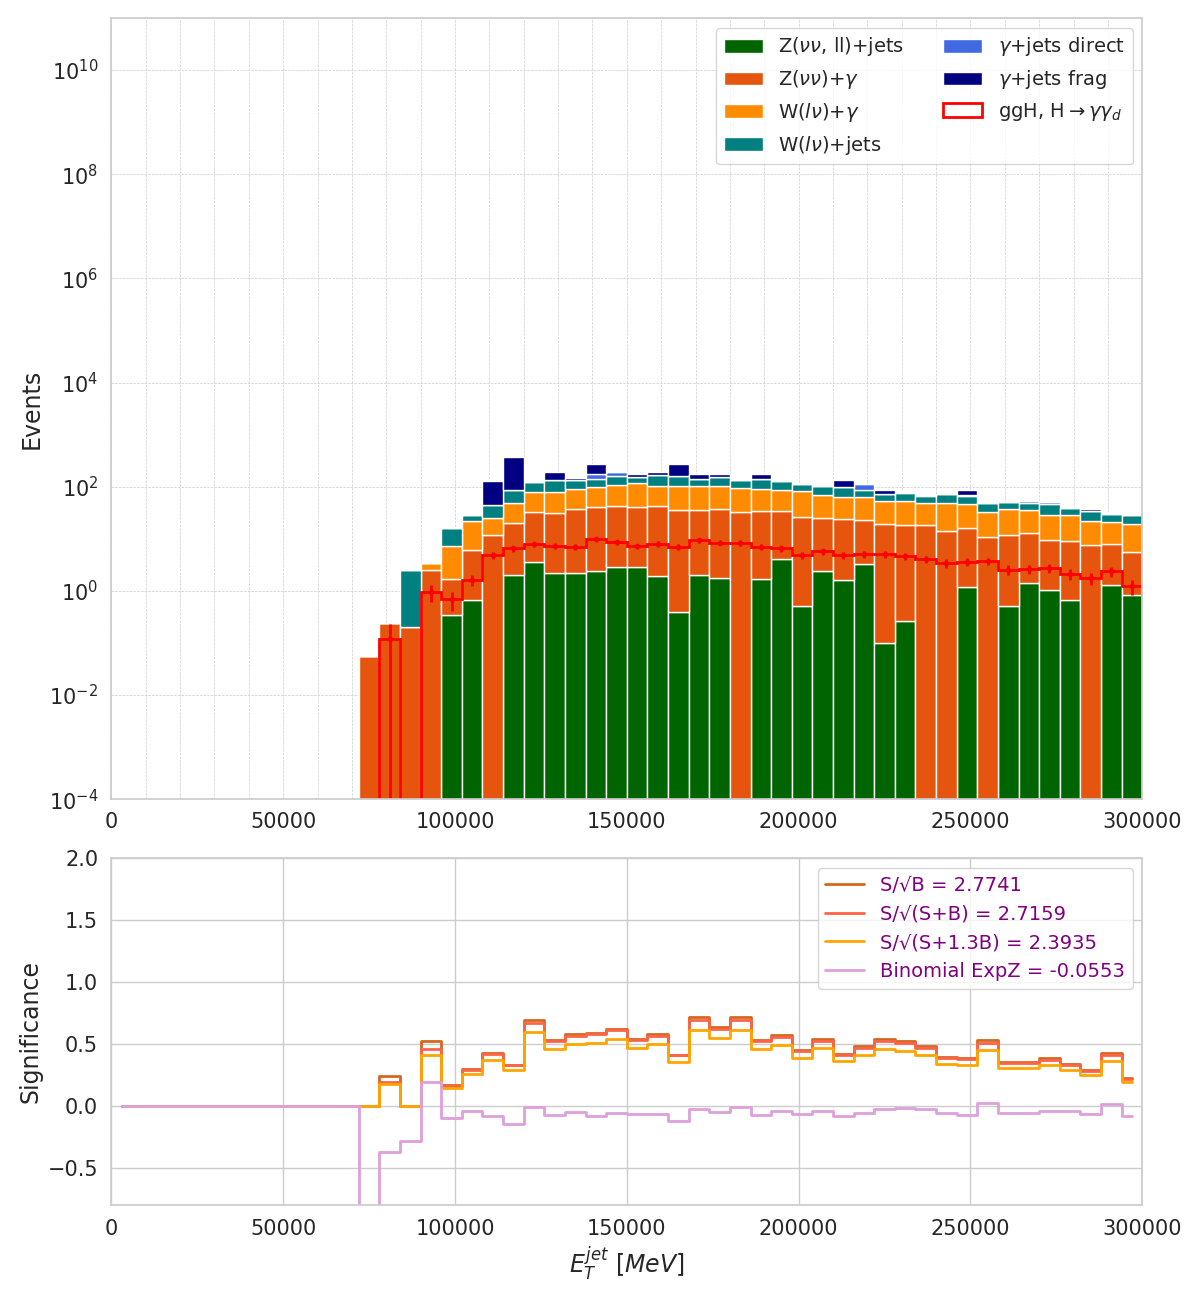 Events
10^10
10^8
10^6
10^4
10^2
10^0
10^−2
10^−4
0 50000 100000 150000 200000 250000 300000
Z(νν, ll)+jets
Z(νν)+γ
W(lν)+γ
W(lν)+jets
γ+jets direct
γ+jets frag
ggH, H→γγ_d
Significance
2.0
1.5
1.0
0.5
0.0
−0.5
S/√B = 2.7741
S/√(S+B) = 2.7159
S/√(S+1.3B) = 2.3935
Binomial ExpZ = -0.0553
0 50000 100000 150000 200000 250000 300000
E_T^jet [MeV]